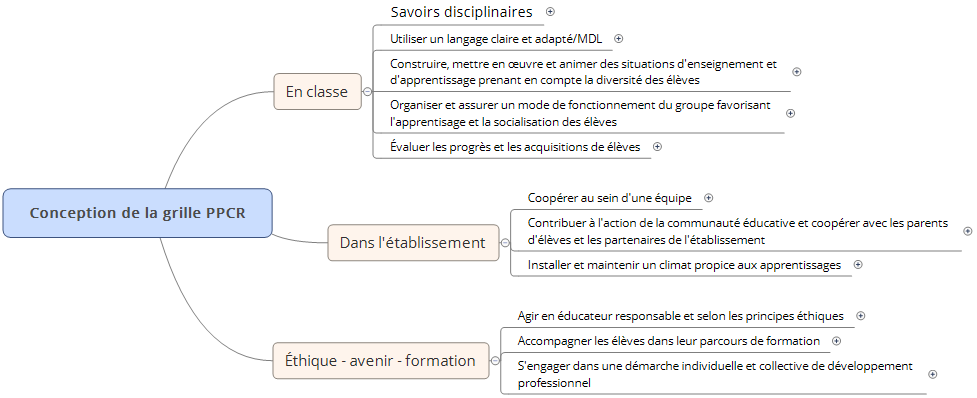 Savoirs disciplinaires
Utiliser un langage claire et adapté/MDL
Construire, mettre en œuvre et animer des situations d'enseignement et
d'apprentissage prenant en compte la diversité des élèves
En classe
Organiser et assurer un mode de fonctionnement du groupe favorisant
l'apprentisage et la socialisation des élèves
Évaluer les progrès et les acquisitions de élèves
Conception de la grille PPCR
Coopérer au sein d'une équipe
Contribuer à l'action de la communauté éducative et coopérer avec les parents
d'élèves et les partenaires de l'établissement
Dans l'établissement
Installer et maintenir un climat propice aux apprentissages
Agir en éducateur responsable et selon les principes éthiques
Accompagner les élèves dans leur parcours de formation
Éthique - avenir - formation
S'engager dans une démarche individuelle et collective de développement
professionnel